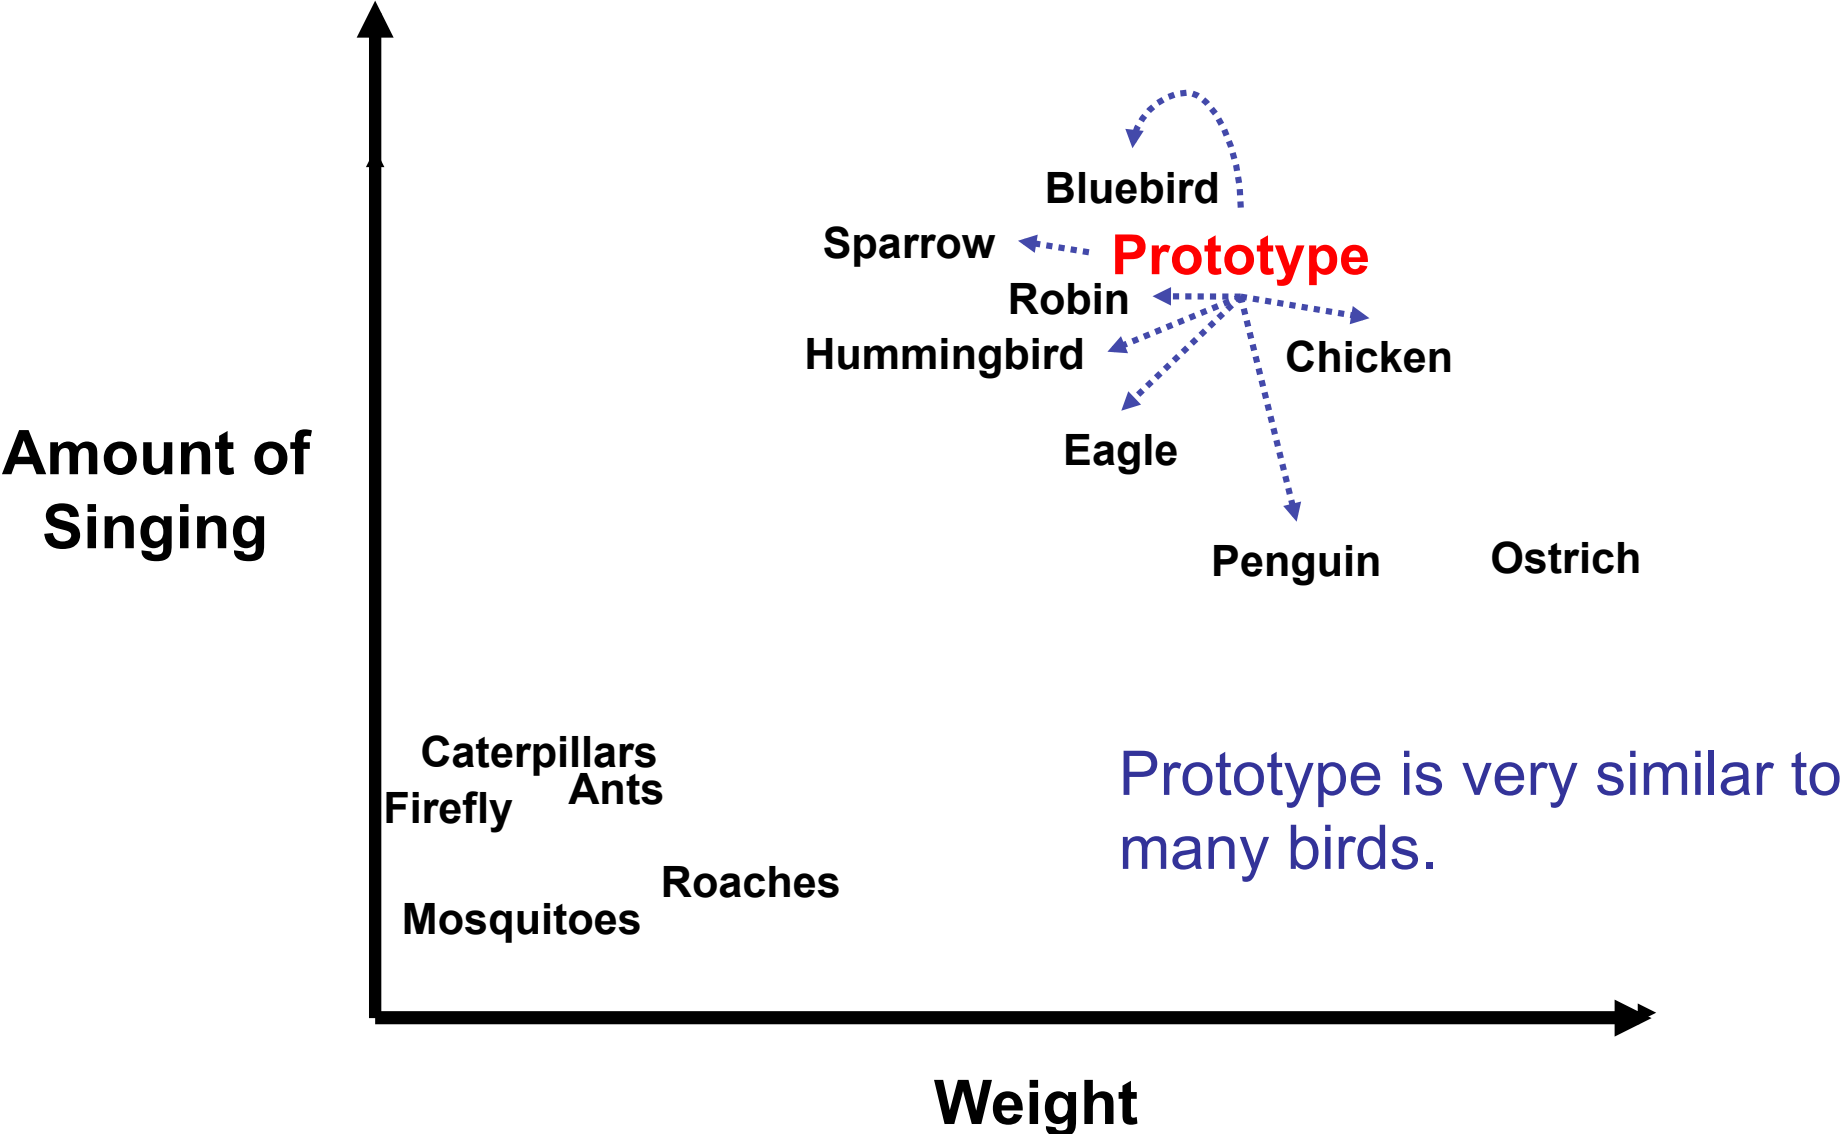 Bluebird
Sparrow
Prototype
Robin
Hummingbird
Chicken
Amount of
Singing
Eagle
Penguin
Ostrich
Caterpillars
Ants
Firefly
Prototype is very similar to
many birds.
Roaches
Mosquitoes
Weight